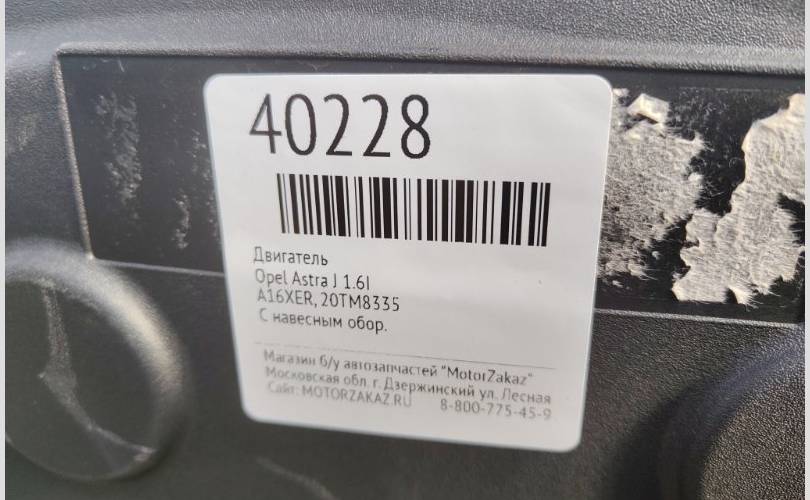 40228
Двигатель
Opel Astra J 1.6I
A16XER, 20TM8335
С навесным обор.
Магазин б/у автозапчастей "MotorZakaz"
Московская обл. г. Дзержинский ул. Лесная
Сайт: MOTORZAKAZ.RU 8-800-775-45-9